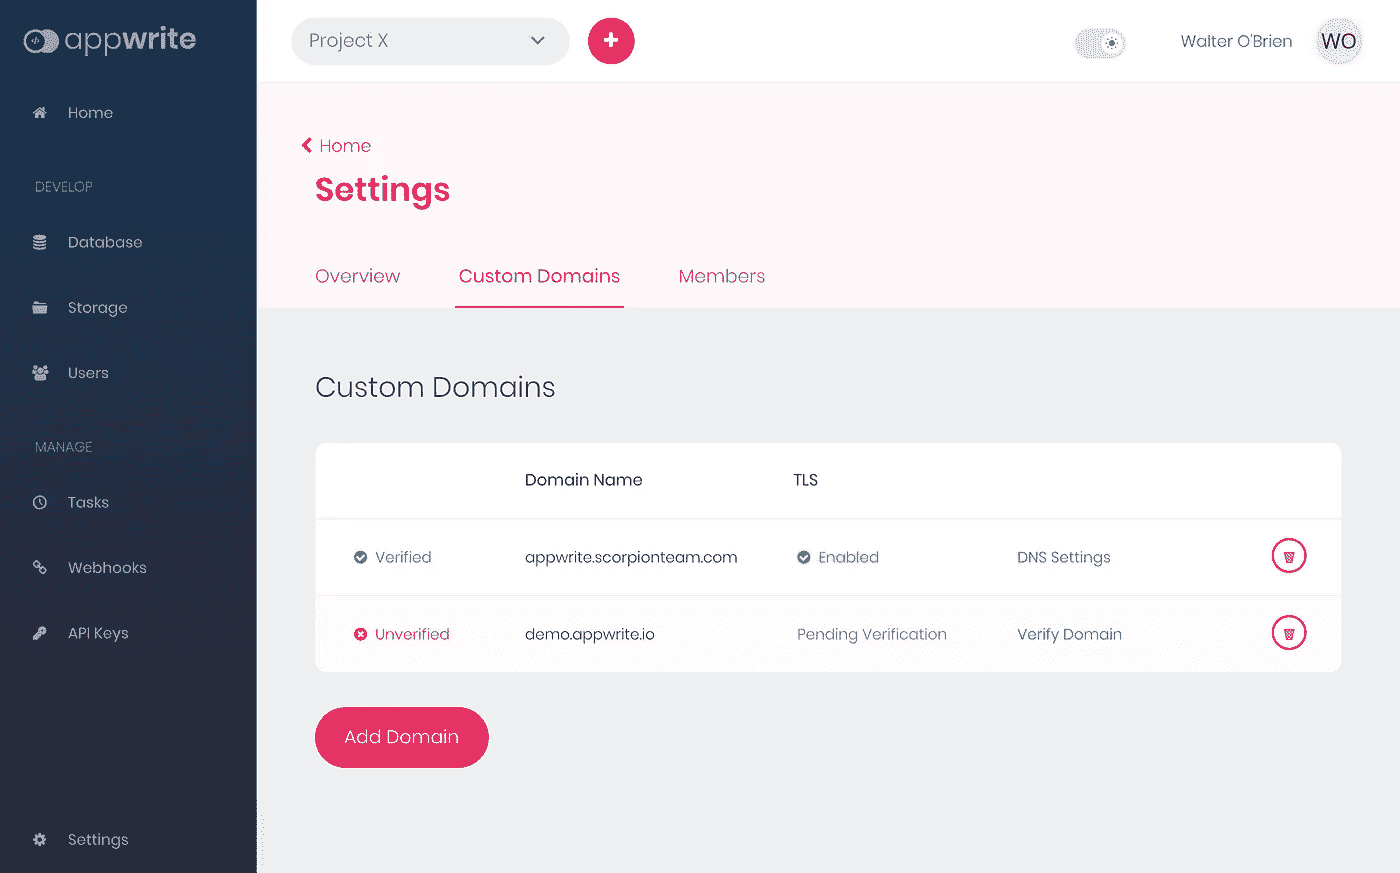 appwrite
Project X
Walter O'Brien
WO
Home
DEVELOP
Database
Storage
Users
MANAGE
Tasks
Webhooks
API Keys
Settings
Home
Settings
Overview Custom Domains Members
Custom Domains
Domain Name TLS
Verified appwrite.scorpionteam.com Enabled DNS Settings
Unverified demo.appwrite.io Pending Verification Verify Domain
Add Domain